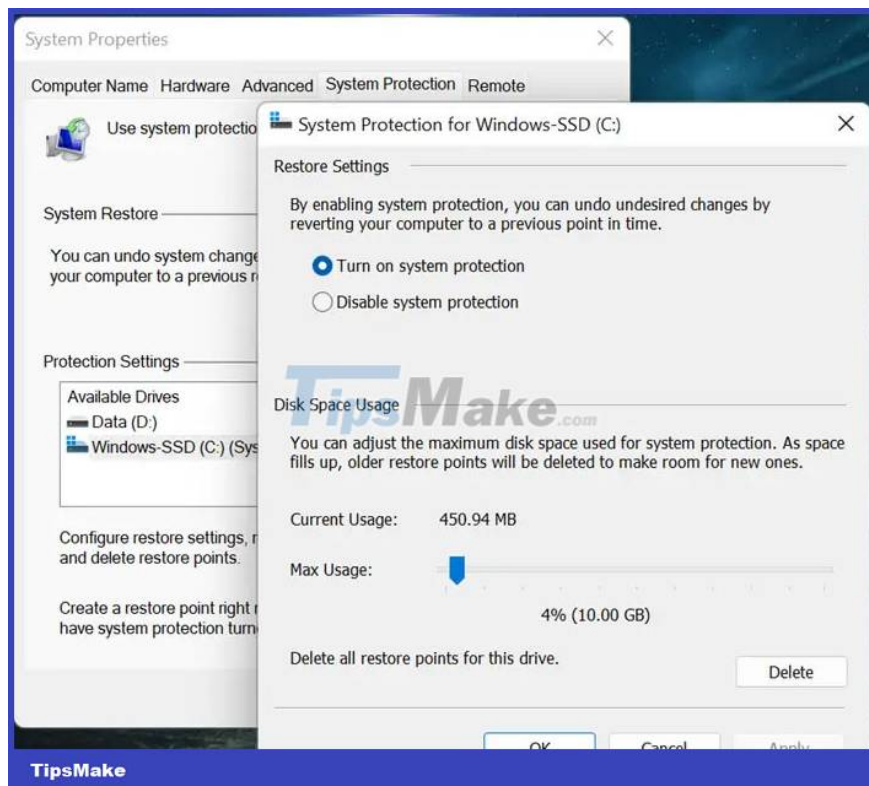 System Properties
Computer Name Hardware Advanced System Protection Remote
Use system protectio
System Restore
You can undo system change
your computer to a previous r
Protection Settings
Available Drives
Data (D:)
Windows-SSD (C:) (Sys
Configure restore settings, r
and delete restore points.
Create a restore point right r
have system protection turn
System Protection for Windows-SSD (C:)
Restore Settings
By enabling system protection, you can undo undesired changes by
reverting your computer to a previous point in time.
Turn on system protection
Disable system protection
TipsMake.com
Disk Space Usage
You can adjust the maximum disk space used for system protection. As space
fills up, older restore points will be deleted to make room for new ones.
Current Usage: 450.94 MB
Max Usage:
4% (10.00 GB)
Delete all restore points for this drive.
Delete
OK Cancel Apply
TipsMake